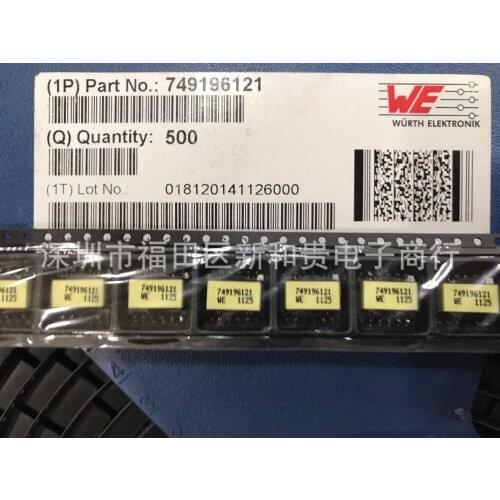 (1P) Part No.: 749196121
WE
WÜRTH ELEKTRONIK
(Q) Quantity: 500
(1T) Lot No.: 018120141126000
深圳市福田区新和贵电子商行
96121 749196121 749196121 749196121 749196121 749196121 749196121
1125 WE 1125 WE 1125 WE 1125 WE 1125 WE 1125 WE 1125